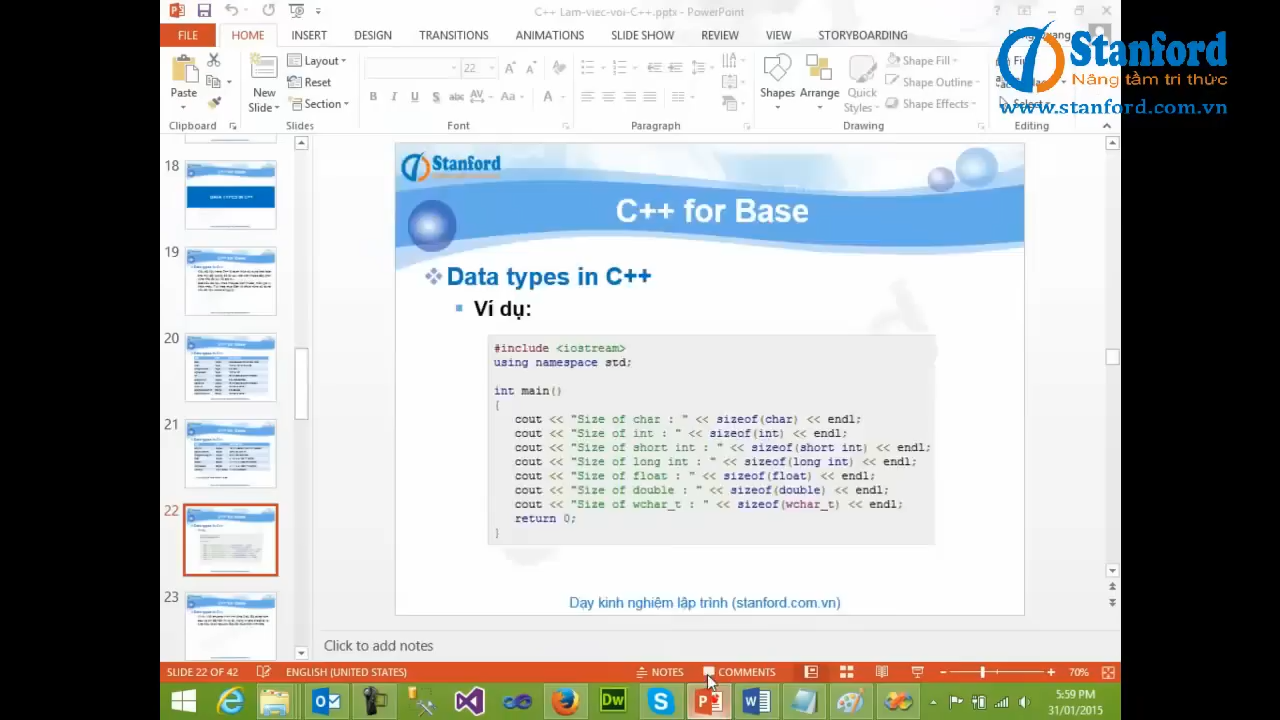 C++ Lam-viec-voi-C++.pptx - PowerPoint
FILE HOME INSERT DESIGN TRANSITIONS ANIMATIONS SLIDE SHOW REVIEW VIEW STORYBOARDING
Stanford
Nâng tầm tri thức
www.stanford.com.vn
Paste
New
Slide
Layout
Reset
Section
22
B I U S abc AV Aa A
Shapes Arrange Quick
Styles
Shape Fill
Shape Outline
Shape Effects
Clipboard Slides Font Paragraph Drawing Editing
18
19
20
21
22
23
Stanford
C++ for Base
Data types in C++
Ví dụ:
#include <iostream>
using namespace std;
int main()
{
cout << "Size of char : " << sizeof(char) << endl;
cout << "Size of int : " << sizeof(int) << endl;
cout << "Size of short int : " << sizeof(short int) << endl;
cout << "Size of long int : " << sizeof(long int) << endl;
cout << "Size of float : " << sizeof(float) << endl;
cout << "Size of double : " << sizeof(double) << endl;
cout << "Size of wchar_t : " << sizeof(wchar_t) << endl;
return 0;
}
Dạy kinh nghiệm lập trình (stanford.com.vn)
Click to add notes
SLIDE 22 OF 42 ENGLISH (UNITED STATES) NOTES COMMENTS 70%
Dw
5:59 PM
31/01/2015